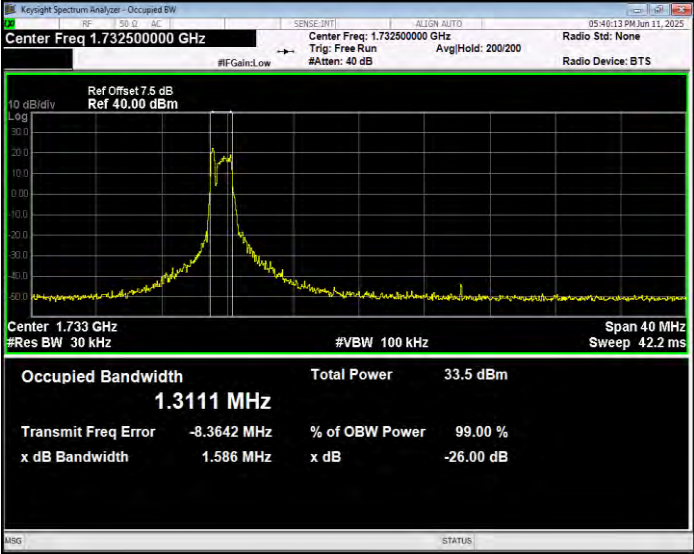 Keysight Spectrum Analyzer - Occupied BW
RF 50 Ω AC SENSE:INT ALIGN AUTO 05:40:13 PM Jun 11, 2025
Center Freq 1.732500000 GHz Center Freq: 1.732500000 GHz Radio Std: None
Trig: Free Run Avg|Hold: 200/200
#IFGain:Low #Atten: 40 dB Radio Device: BTS
Ref Offset 7.5 dB
10 dB/div Ref 40.00 dBm
Log
30.0
20.0
10.0
0.00
-10.0
-20.0
-30.0
-40.0
-50.0
Center 1.733 GHz Span 40 MHz
#Res BW 30 kHz #VBW 100 kHz Sweep 42.2 ms
Occupied Bandwidth Total Power 33.5 dBm
1.3111 MHz
Transmit Freq Error -8.3642 MHz % of OBW Power 99.00 %
x dB Bandwidth 1.586 MHz x dB -26.00 dB
MSG STATUS